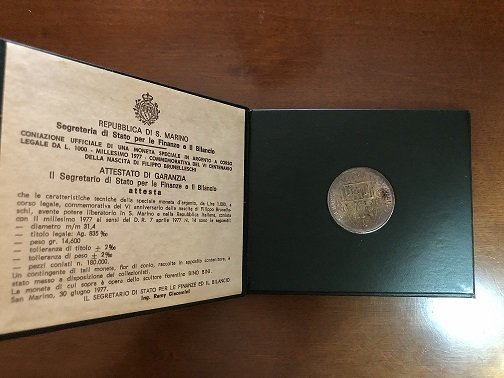 REPUBBLICA DI S. MARINO
Segreteria di Stato per le Finanze e il Bilancio
CONIAZIONE UFFICIALE DI UNA MONETA SPECIALE IN ARGENTO A CORSO
LEGALE DA L. 1000 - MILLESIMO 1977 - COMMEMORATIVA DEL VI CENTENARIO
DELLA NASCITA DI FILIPPO BRUNELLESCHI
ATTESTATO DI GARANZIA
Il Segretario di Stato per le Finanze e il Bilancio
attesta
che le caratteristiche tecniche della speciale moneta d'argento, da Lire 1.000, a
corso legale, commemorativa del VI anniversario della nascita di Filippo Brunelle-
schi, avente potere liberatorio in S. Marino e nella Repubblica Italiana, coniata
con il millesimo 1977 ai sensi del D.R. 7 aprile 1977 N. 14 sono le seguenti:
— diametro m/m 31,4
— titolo legale: Ag. 835 ‰
— peso gr. 14,600
— tolleranza di titolo ± 2‰
— tolleranza di peso ± 2‰
— pezzi coniati n. 180.000.
Un contingente di tali monete, fior di conio, raccolte in apposito contenitore, è
stato messo a disposizione dei collezionisti.
La moneta di cui sopra è opera dello scultore fiorentino BINO BINI.
San Marino, 30 giugno 1977.
IL SEGRETARIO DI STATO PER LE FINANZE ED IL BILANCIO
Ing. Remy Giacomini